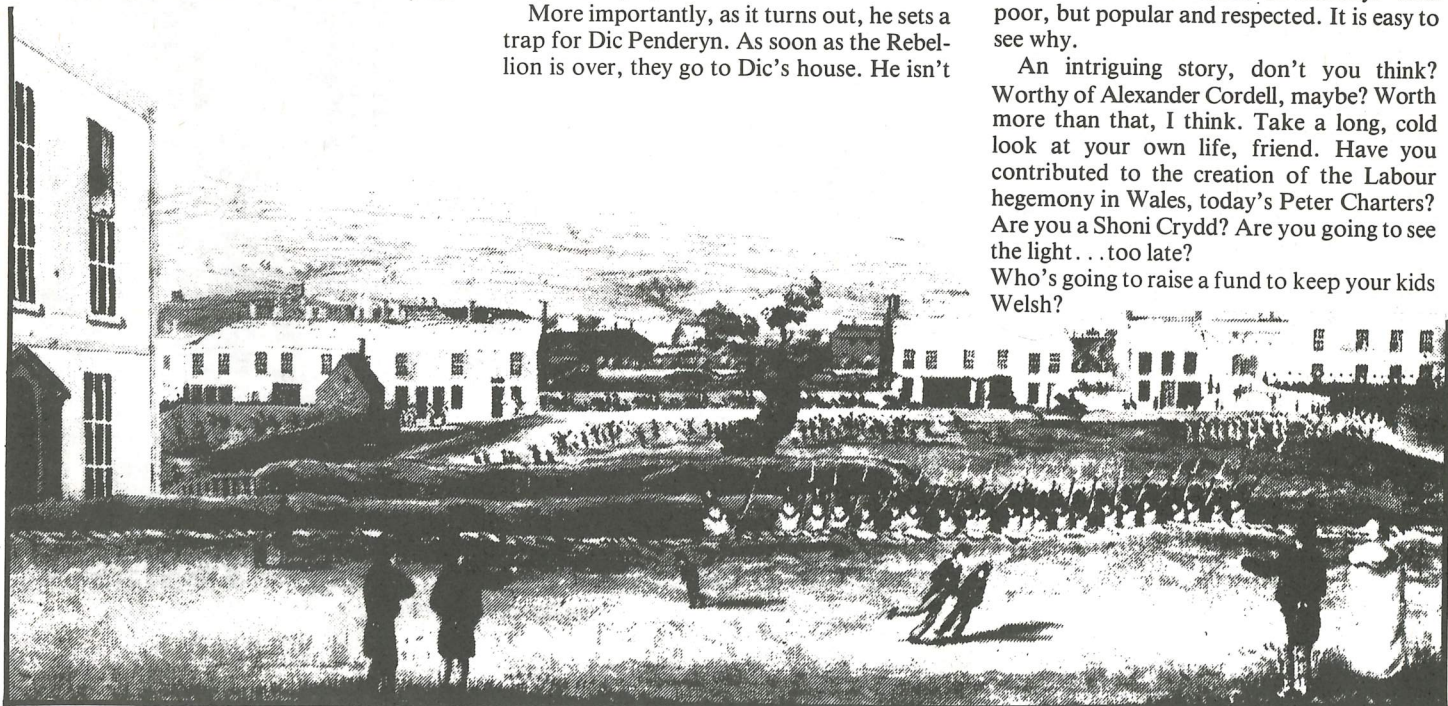 More importantly, as it turns out, he sets a
trap for Dic Penderyn. As soon as the Rebel-
lion is over, they go to Dic's house. He isn't
poor, but popular and respected. It is easy to
see why.
An intriguing story, don't you think?
Worthy of Alexander Cordell, maybe? Worth
more than that, I think. Take a long, cold
look at your own life, friend. Have you
contributed to the creation of the Labour
hegemony in Wales, today's Peter Charters?
Are you a Shoni Crydd? Are you going to see
the light...too late?
Who's going to raise a fund to keep your kids
Welsh?